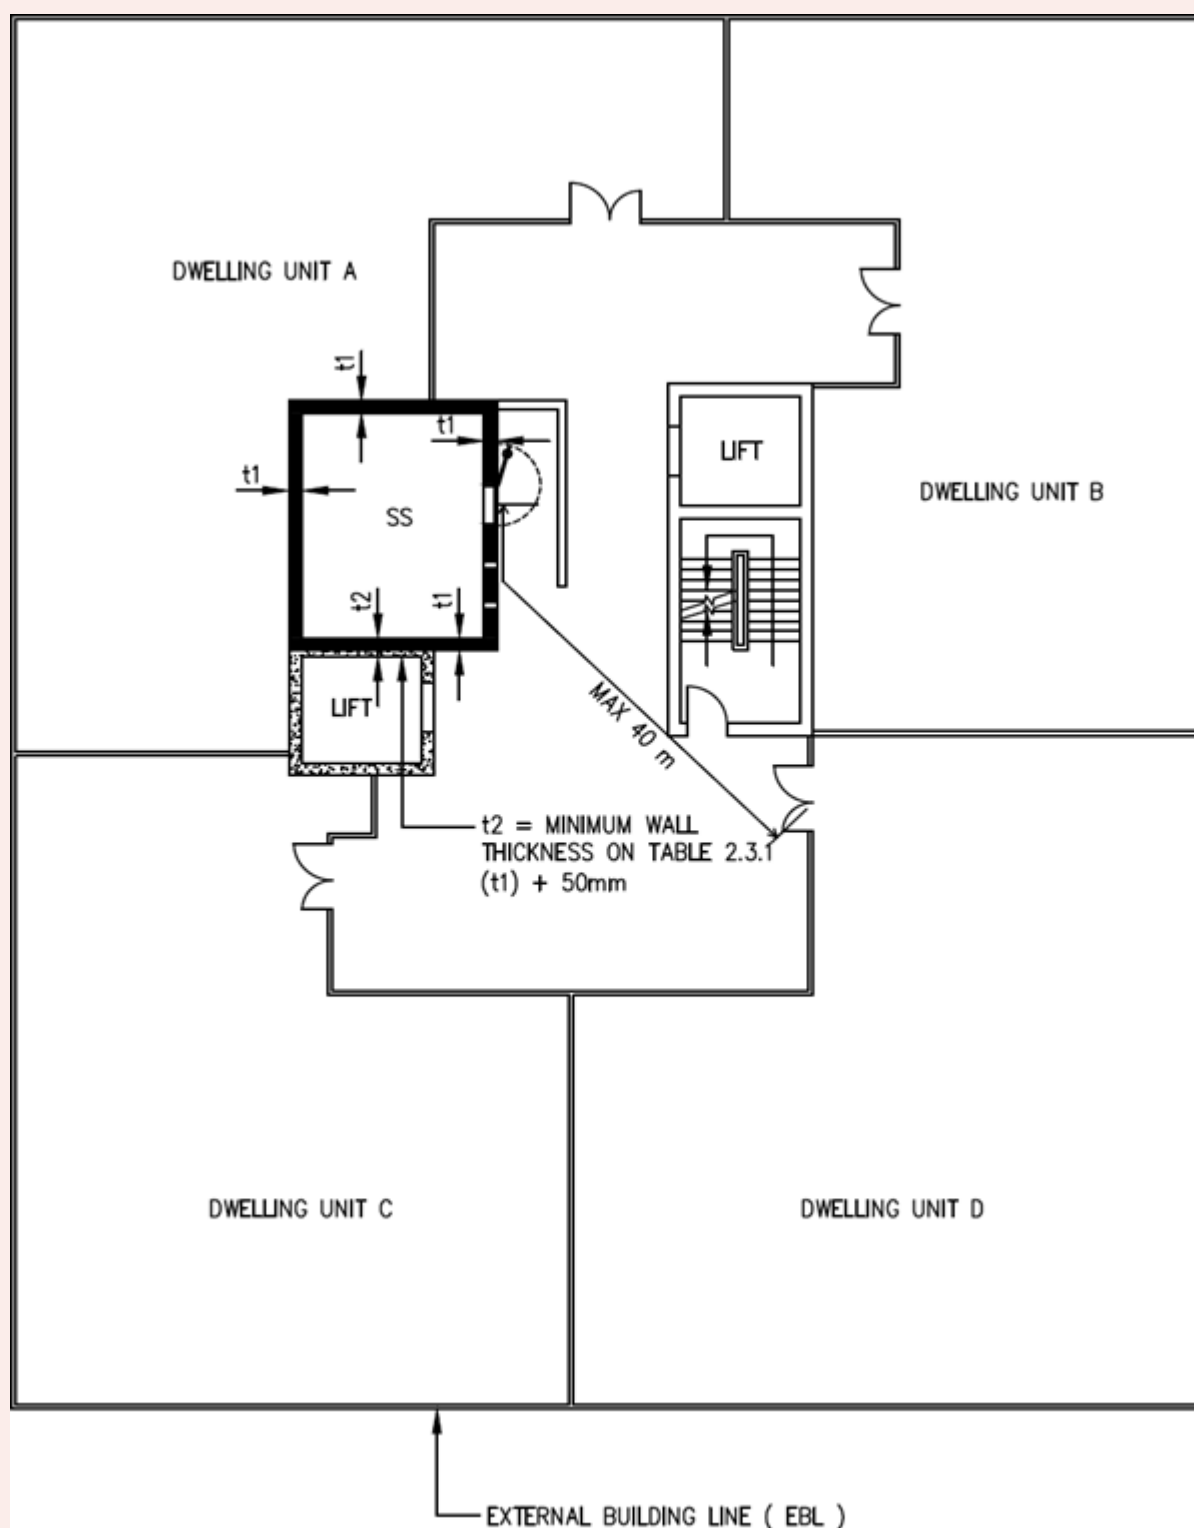 DWELLING UNIT A
t1
t1
t1
LIFT
DWELLING UNIT B
SS
t2
t1
LIFT
MAX 40 m
t2 = MINIMUM WALL
THICKNESS ON TABLE 2.3.1
(t1) + 50mm
DWELLING UNIT C
DWELLING UNIT D
EXTERNAL BUILDING LINE ( EBL )